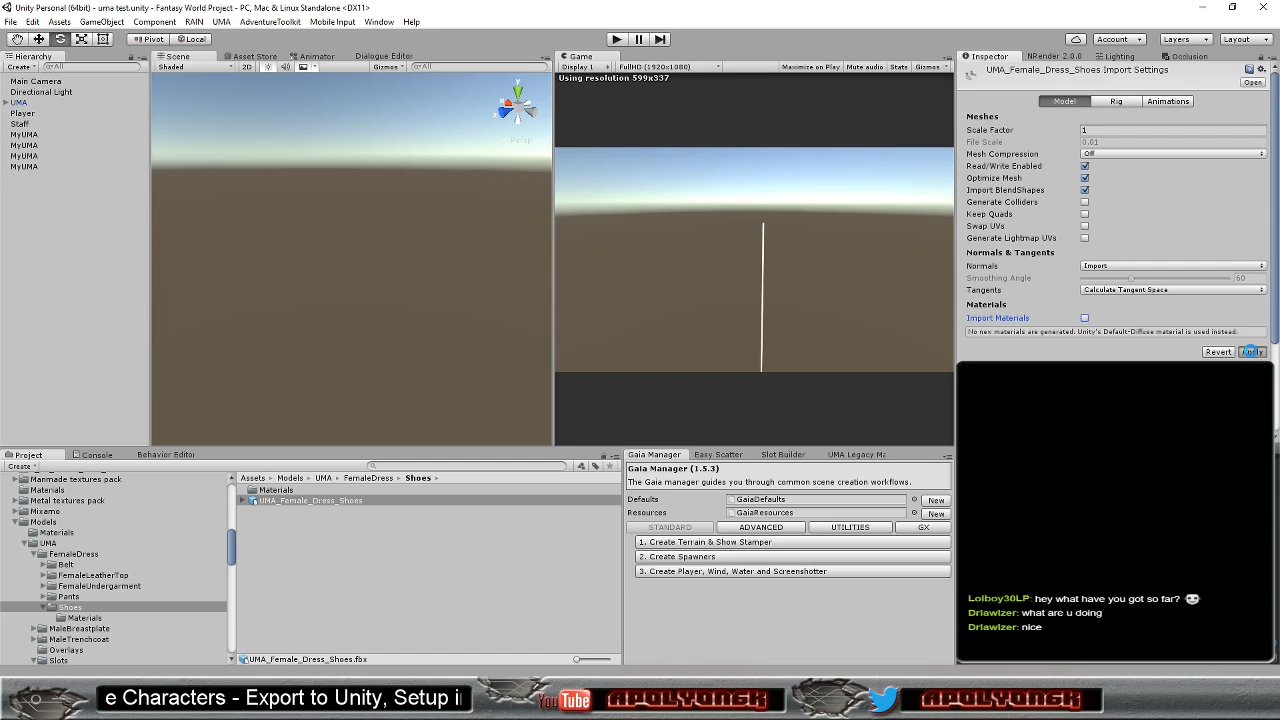 Unity Personal (64bit) - uma test.unity - Fantasy World Project - PC, Mac & Linux Standalone <DX11>
File Edit Assets GameObject Component RAIN UMA AdventureToolkit Mobile Input Window Help
Pivot Local Account Layers Layout
Hierarchy Scene Asset Store Animator Dialogue Editor Game Inspector NRender 2.0.0 Lighting Occlusion
Create All Shaded 2D Gizmos All Display 1 FullHD (1920x1080) Maximize on Play Mute audio Stats Gizmos
UMA_Female_Dress_Shoes Import Settings
Open
Using resolution 599x337
Main Camera
Directional Light
UMA
Player
Staff
MyUMA
MyUMA
MyUMA
MyUMA
y
x
z
Persp
Model Rig Animations
Meshes
Scale Factor 1
File Scale 0.01
Mesh Compression Off
Read/Write Enabled
Optimize Mesh
Import BlendShapes
Generate Colliders
Keep Quads
Swap UVs
Generate Lightmap UVs
Normals & Tangents
Normals Import
Smoothing Angle 60
Tangents Calculate Tangent Space
Materials
Import Materials
No new materials are generated. Unity's Default-Diffuse material is used instead.
Revert
Project Console Behavior Editor
Create
Manmade textures pack
Materials
Metal textures pack
Mixamo
Models
Materials
UMA
FemaleDress
Belt
FemaleLeatherTop
FemaleUndergarment
Pants
Shoes
Materials
MaleBreastplate
MaleTrenchcoat
Overlays
Slots
Assets Models UMA FemaleDress Shoes
Materials
UMA_Female_Dress_Shoes
UMA_Female_Dress_Shoes.fbx
Gaia Manager Easy Scatter Slot Builder UMA Legacy Ma
Gaia Manager (1.5.3)
The Gaia manager guides you through common scene creation workflows.
Defaults GaiaDefaults New
Resources GaiaResources New
STANDARD ADVANCED UTILITIES GX
1. Create Terrain & Show Stamper
2. Create Spawners
3. Create Player, Wind, Water and Screenshotter
Lolboy30LP: hey what have you got so far?
Drlawlzer: what are u doing
Drlawlzer: nice
e Characters - Export to Unity, Setup i
YouTube APOLYONGK APOLYONGK